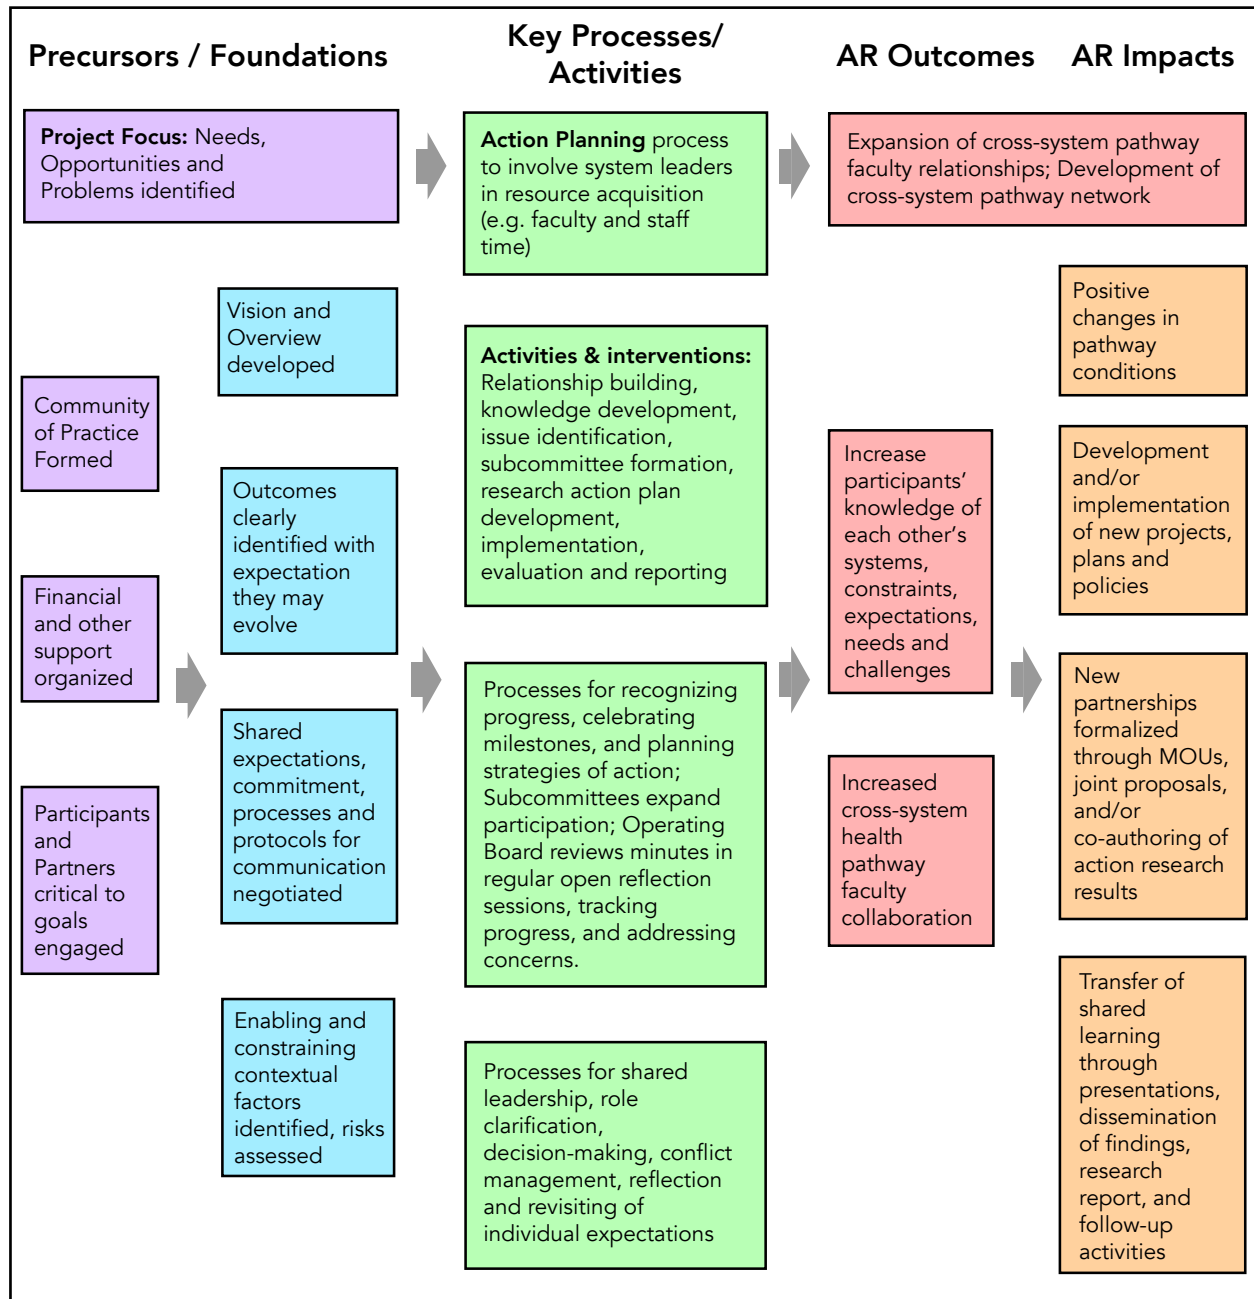 Precursors / Foundations
Key Processes/
Activities
AR Outcomes
AR Impacts
Project Focus: Needs,
Opportunities and
Problems identified
Action Planning process
to involve system leaders
in resource acquisition
(e.g. faculty and staff
time)
Expansion of cross-system pathway
faculty relationships; Development of
cross-system pathway network
Community
of Practice
Formed
Financial
and other
support
organized
Participants
and
Partners
critical to
goals
engaged
Vision and
Overview
developed
Outcomes
clearly
identified with
expectation
they may
evolve
Shared
expectations,
commitment,
processes and
protocols for
communication
negotiated
Enabling and
constraining
contextual
factors
identified, risks
assessed
Activities & interventions:
Relationship building,
knowledge development,
issue identification,
subcommittee formation,
research action plan
development,
implementation,
evaluation and reporting
Processes for recognizing
progress, celebrating
milestones, and planning
strategies of action;
Subcommittees expand
participation; Operating
Board reviews minutes in
regular open reflection
sessions, tracking
progress, and addressing
concerns.
Processes for shared
leadership, role
clarification,
decision-making, conflict
management, reflection
and revisiting of
individual expectations
Increase
participants’
knowledge of
each other’s
systems,
constraints,
expectations,
needs and
challenges
Increased
cross-system
health
pathway
faculty
collaboration
Positive
changes in
pathway
conditions
Development
and/or
implementation
of new projects,
plans and
policies
New
partnerships
formalized
through MOUs,
joint proposals,
and/or
co-authoring of
action research
results
Transfer of
shared
learning
through
presentations,
dissemination
of findings,
research
report, and
follow-up
activities